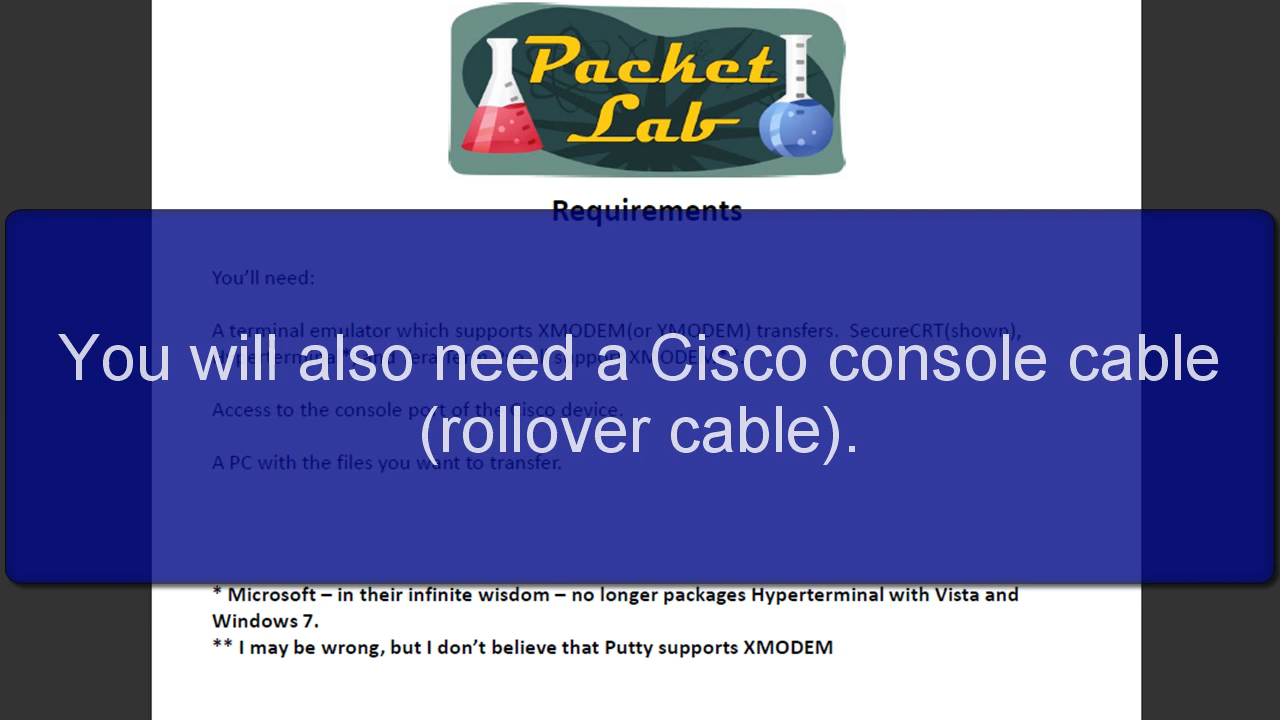 Packet
Lab
Requirements
You'll need:
A terminal emulator which supports XMODEM(or YMODEM) transfers. SecureCRT(shown),
You will also need a Cisco console cable
(rollover cable).
Access to the console port of the Cisco device.
A PC with the files you want to transfer.
* Microsoft – in their infinite wisdom – no longer packages Hyperterminal with Vista and
Windows 7.
** I may be wrong, but I don't believe that Putty supports XMODEM